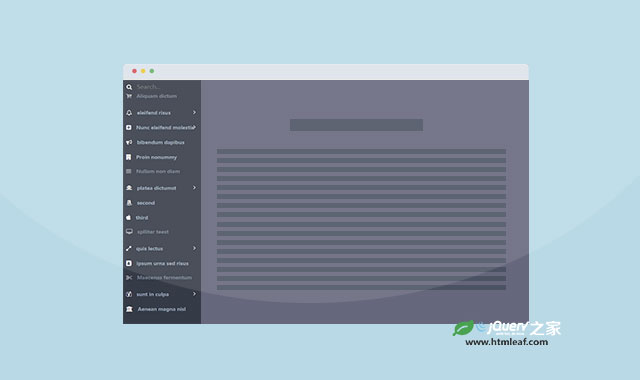 Search...
Aliquam dictum
eleifend risus
Nunc eleifend molestie
bibendum dapibus
Proin nonummy
Nullam non diam
platea dictumst
second
third
spliiter teest
quis lectus
ipsum urna sed risus
Maecenas fermentum
sunt in culpa
Aenean magna nisl
jQuery之家
www.htmleaf.com